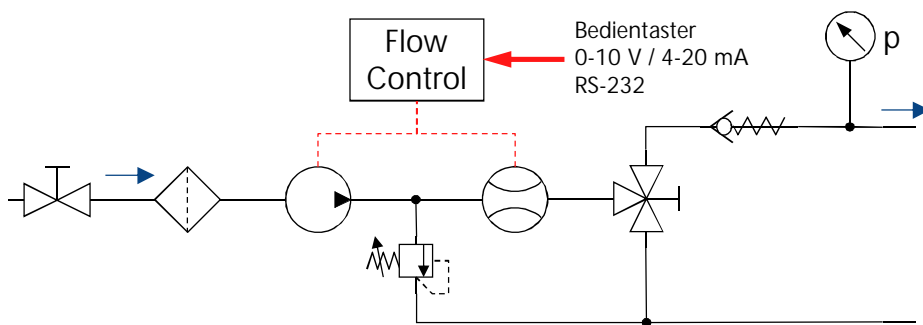 Flow
Control
Bedientaster
0-10 V / 4-20 mA
RS-232
p